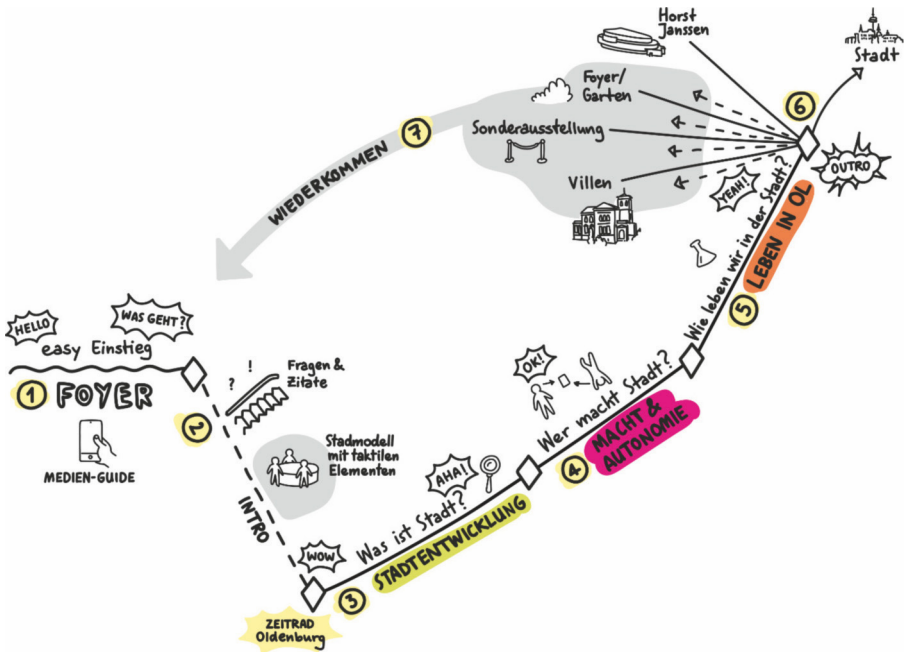 HELLO
WAS GEHT?
easy Einstieg
1 FOYER
MEDIEN-GUIDE
2
INTRO
? !
Fragen &
Zitate
Stadmodell
mit taktilen
Elementen
WOW
ZEITRAD
Oldenburg
3
Was ist Stadt?
STADTENTWICKLUNG
AHA!
4
Wer macht Stadt?
MACHT &
AUTONOMIE
OK!
5
Wie leben wir in der Stadt?
LEBEN IN OL
YEAH!
6
OUTRO
Stadt
Horst
Janssen
Foyer/
Garten
Sonderausstellung
Villen
7
WIEDERKOMMEN